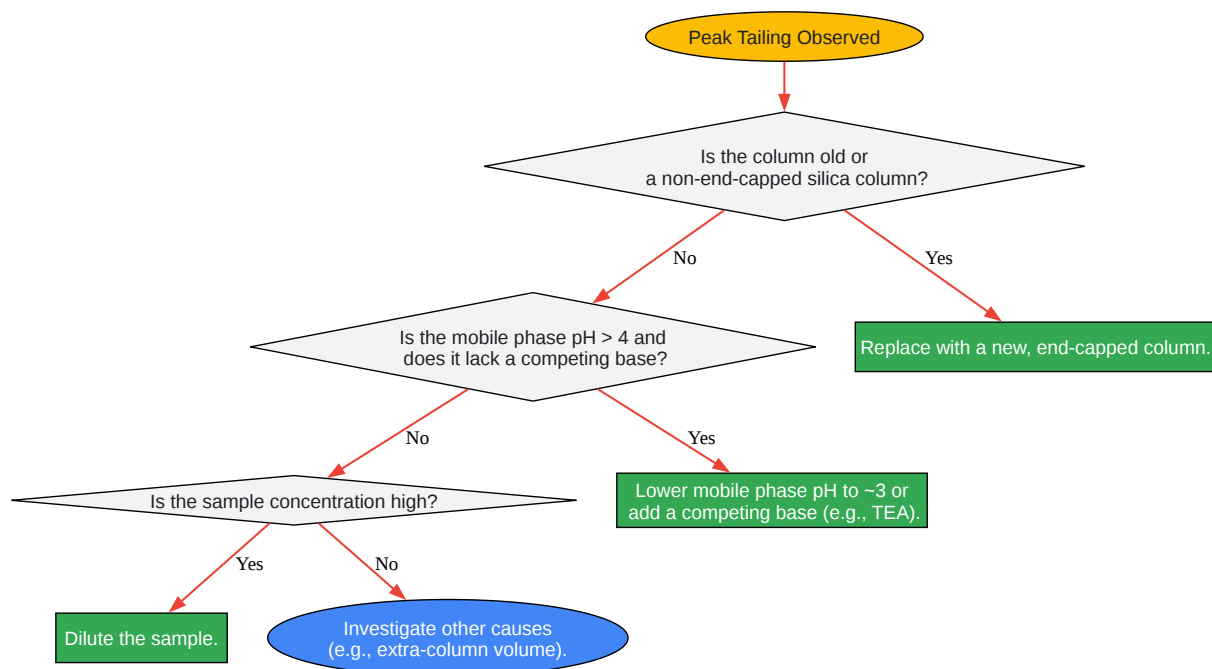 Peak Tailing Observed
Is the column old or
a non-end-capped silica column?
No
Yes
Is the mobile phase pH > 4 and
does it lack a competing base?
Replace with a new, end-capped column.
No
Yes
Is the sample concentration high?
Lower mobile phase pH to ~3 or
add a competing base (e.g., TEA).
Yes
No
Dilute the sample.
Investigate other causes
(e.g., extra-column volume).